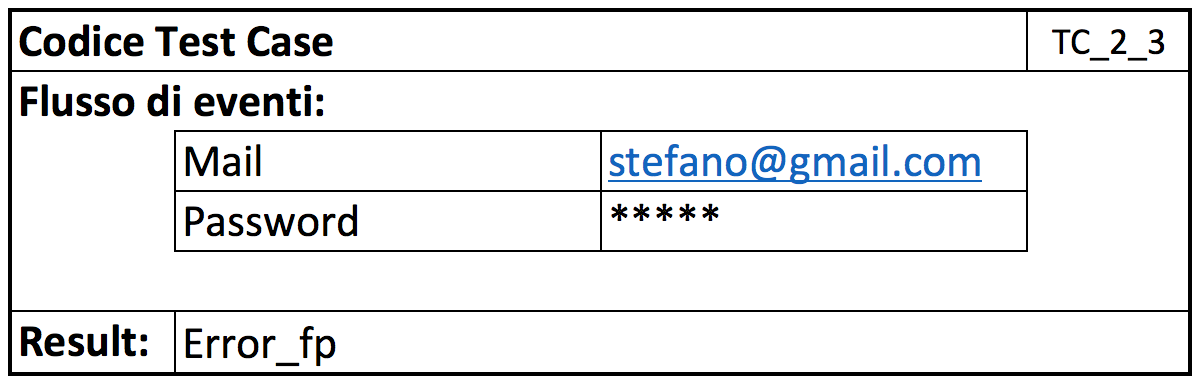 Codice Test Case TC_2_3
Flusso di eventi:
Mail stefano@gmail.com
Password *****
Result: Error_fp